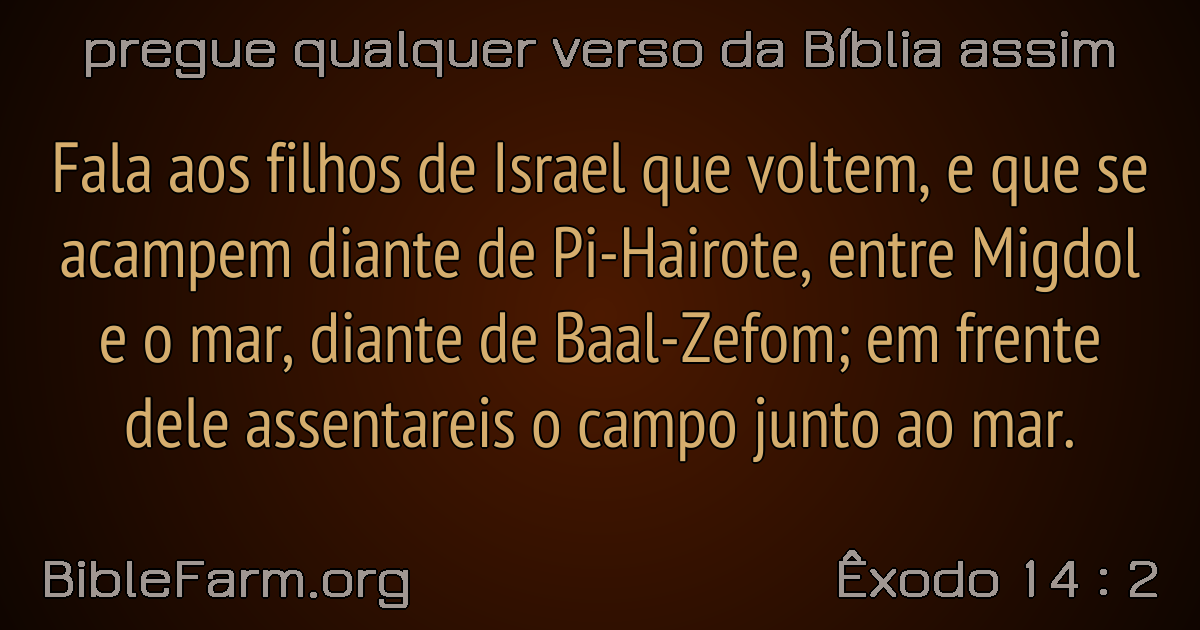 pregue qualquer verso da Bíblia assim
Fala aos filhos de Israel que voltem, e que se
acampem diante de Pi-Hairote, entre Migdol
e o mar, diante de Baal-Zefom; em frente
dele assentareis o campo junto ao mar.
BibleFarm.org
Êxodo 14 : 2